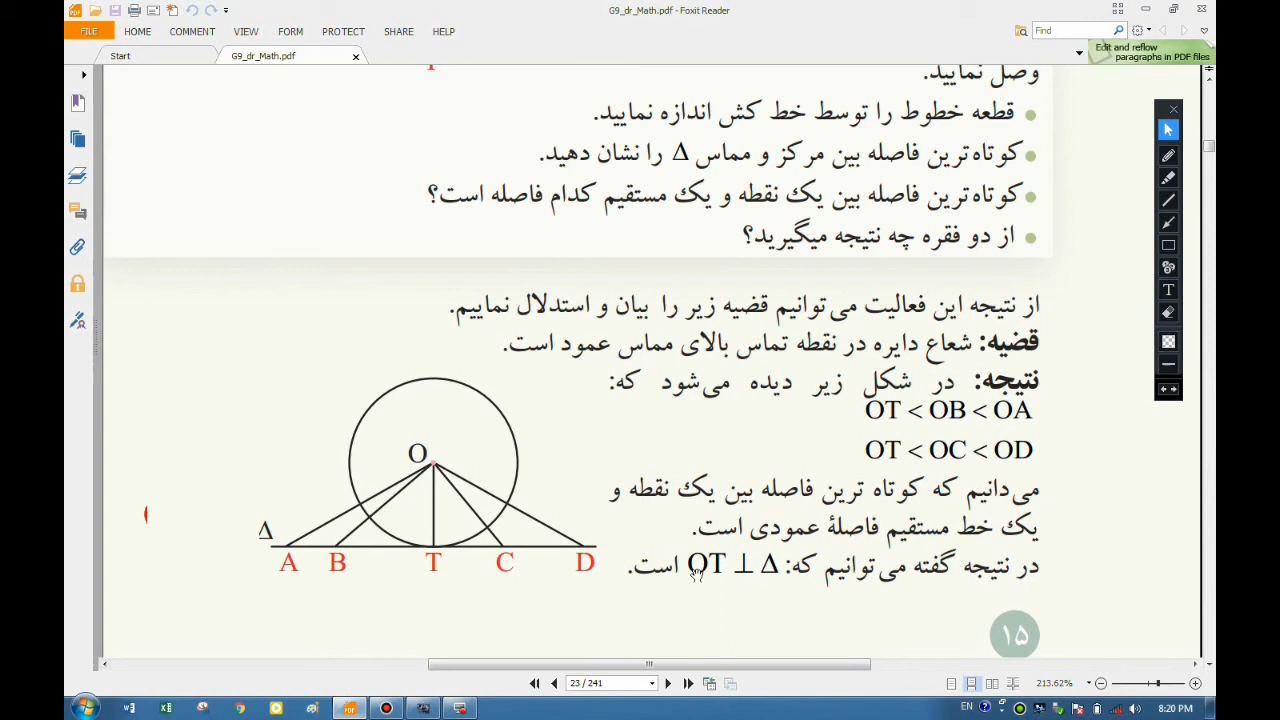 G9_dr_Math.pdf - Foxit Reader
FILE HOME COMMENT VIEW FORM PROTECT SHARE HELP
Find
Start G9_dr_Math.pdf
Edit and reflow
paragraphs in PDF files
وصل نمایید.
قطعه خطوط را توسط خط کش اندازه نمایید.
کوتاه‌ترین فاصله بین مرکز و مماس Δ را نشان دهید.
کوتاه‌ترین فاصله بین یک نقطه و یک مستقیم کدام فاصله است؟
از دو فقره چه نتیجه میگیرید؟
از نتیجه این فعالیت می‌توانیم قضیه زیر را بیان و استدلال نماییم.
قضیه: شعاع دایره در نقطه تماس بالای مماس عمود است.
نتیجه: در شکل زیر دیده می‌شود که:
OT < OB < OA
OT < OC < OD
می‌دانیم که کوتاه ترین فاصله بین یک نقطه و
یک خط مستقیم فاصلهٔ عمودی است.
در نتیجه گفته می‌توانیم که: OT ⊥ Δ است.
O
Δ
A B T C D
۱۵
23 / 241
213.62%
EN
8:20 PM